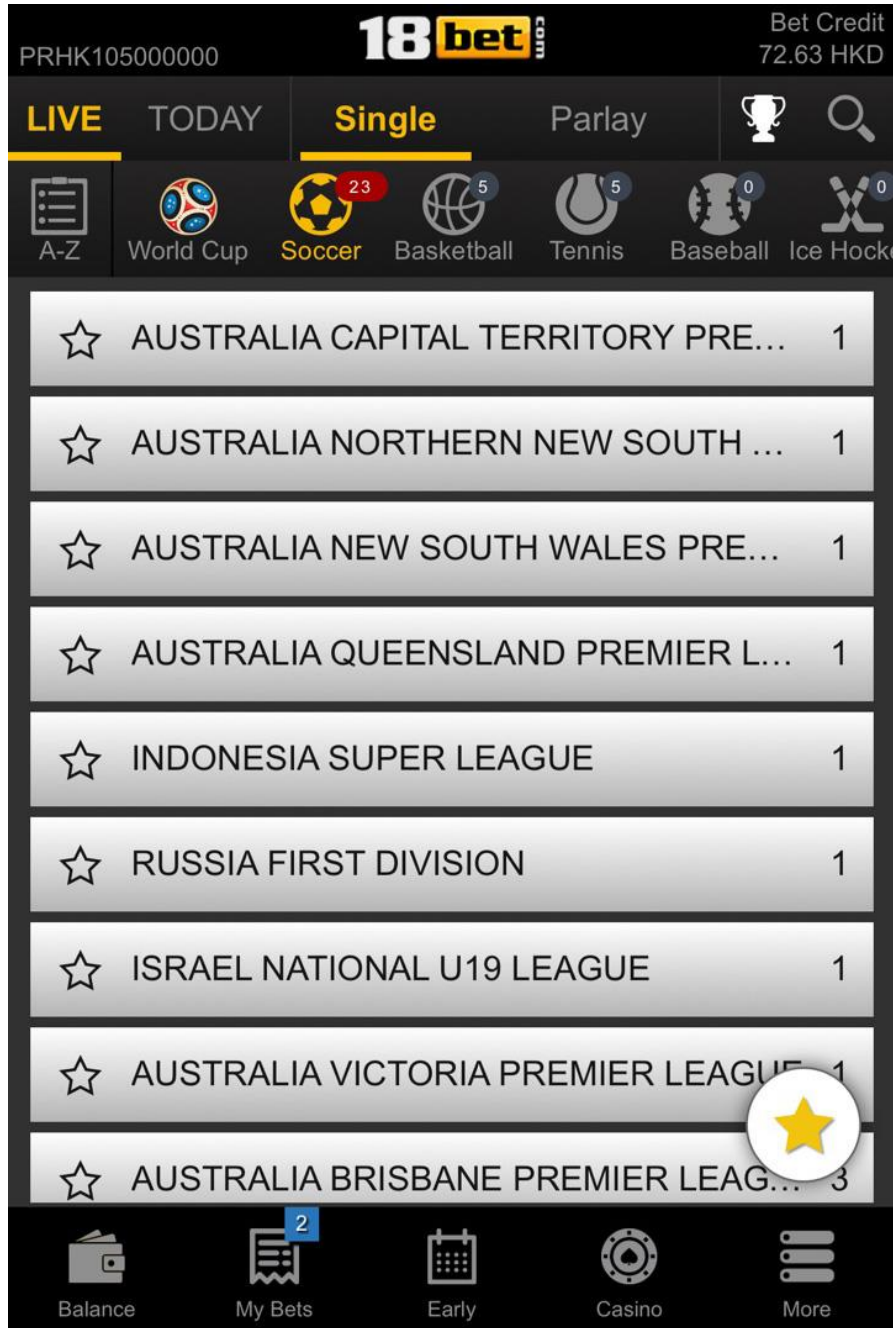 PRHK105000000
18bet.com
Bet Credit
72.63 HKD
LIVE TODAY Single Parlay
23 5 5 0 0
A-Z World Cup Soccer Basketball Tennis Baseball Ice Hocke
AUSTRALIA CAPITAL TERRITORY PRE... 1
AUSTRALIA NORTHERN NEW SOUTH ... 1
AUSTRALIA NEW SOUTH WALES PRE... 1
AUSTRALIA QUEENSLAND PREMIER L... 1
INDONESIA SUPER LEAGUE 1
RUSSIA FIRST DIVISION 1
ISRAEL NATIONAL U19 LEAGUE 1
AUSTRALIA VICTORIA PREMIER LEAGUE 1
AUSTRALIA BRISBANE PREMIER LEAG... 3
2
Balance My Bets Early Casino More